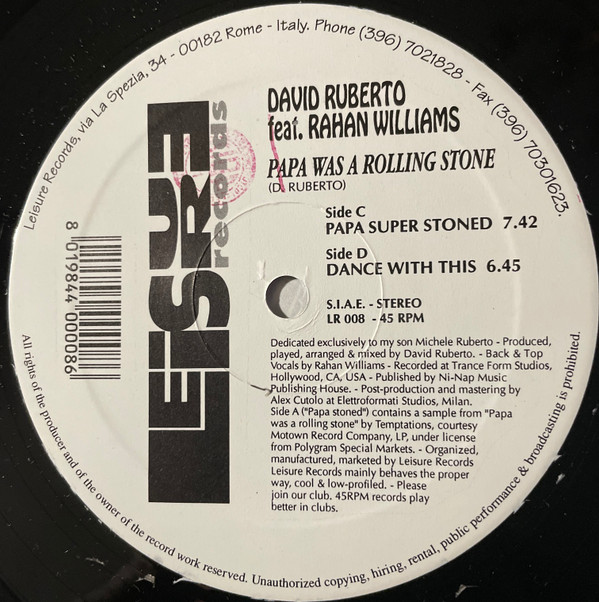 Leisure Records, via La Spezia, 34 - 00182 Rome - Italy. Phone (396) 7021828 - Fax (396) 70301623.
DAVID RUBERTO
feat. RAHAN WILLIAMS
PAPA WAS A ROLLING STONE
(D. RUBERTO)
Side C
PAPA SUPER STONED 7.42
Side D
DANCE WITH THIS 6.45
S.I.A.E. - STEREO
LR 008 - 45 RPM
LEISURE
records
8 019844 000086
Dedicated exclusively to my son Michele Ruberto - Produced,
played, arranged & mixed by David Ruberto. - Back & Top
Vocals by Rahan Williams - Recorded at Trance Form Studios,
Hollywood, CA, USA - Published by Ni-Nap Music
Publishing House. - Post-production and mastering by
Alex Cutolo at Elettroformati Studios, Milan.
Side A ("Papa stoned") contains a sample from "Papa
was a rolling stone" by Temptations, courtesy
Motown Record Company, LP, under license
from Polygram Special Markets. - Organized,
manufactured, marketed by Leisure Records
Leisure Records mainly behaves the proper
way, cool & low-profiled. - Please
join our club. 45RPM records play
better in clubs.
All rights of the producer and of the owner of the record work reserved. Unauthorized copying, hiring, rental, public performance & broadcasting is prohibited.